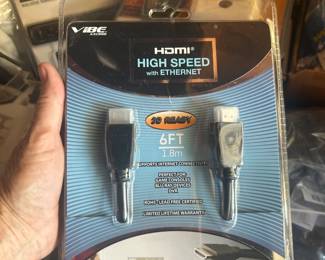 ViBE
HDMI®
HIGH SPEED
with ETHERNET
3D READY
6FT
1.8m
SUPPORTS INTERNET CONNECTIVITY
PERFECT FOR
GAME CONSOLES
BLU-RAY DEVICES
DVR
ROHS - LEAD FREE CERTIFIED
LIMITED LIFETIME WARRANTY